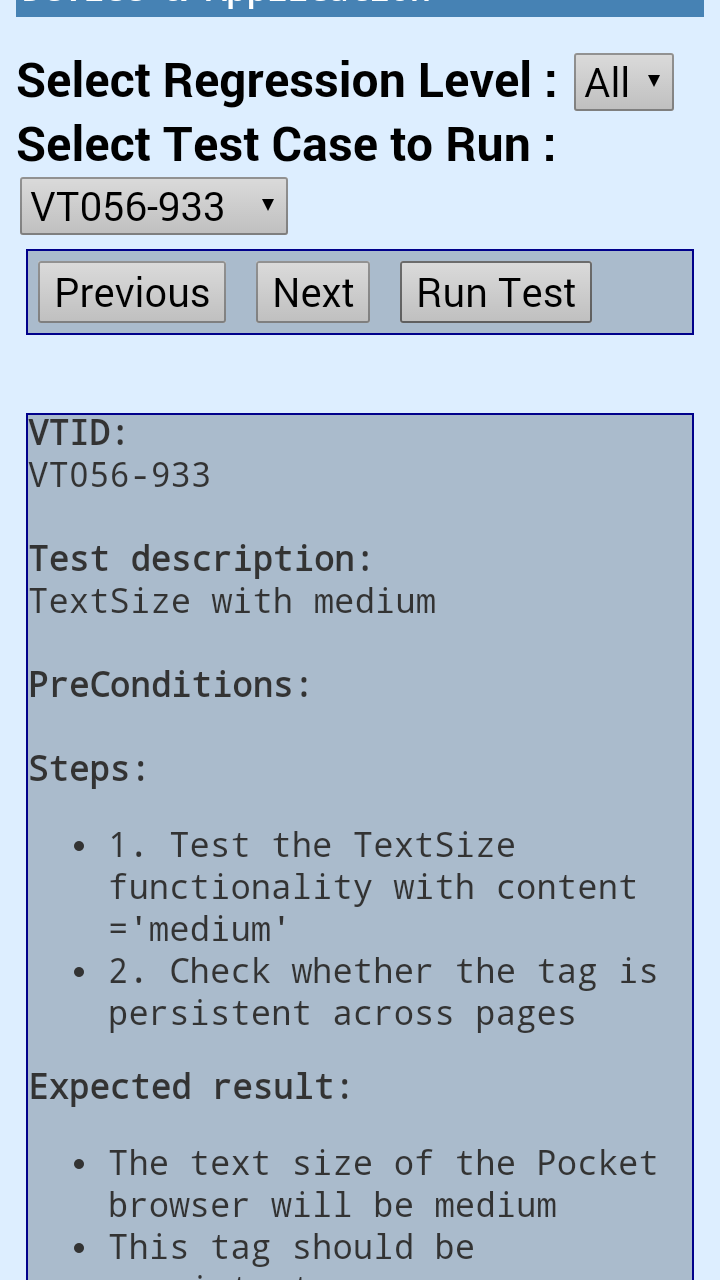 Select Regression Level : All
Select Test Case to Run :
VT056-933
Previous Next Run Test
VTID:
VT056-933
Test description:
TextSize with medium
PreConditions:
Steps:
• 1. Test the TextSize
functionality with content
='medium'
• 2. Check whether the tag is
persistent across pages
Expected result:
• The text size of the Pocket
browser will be medium
• This tag should be